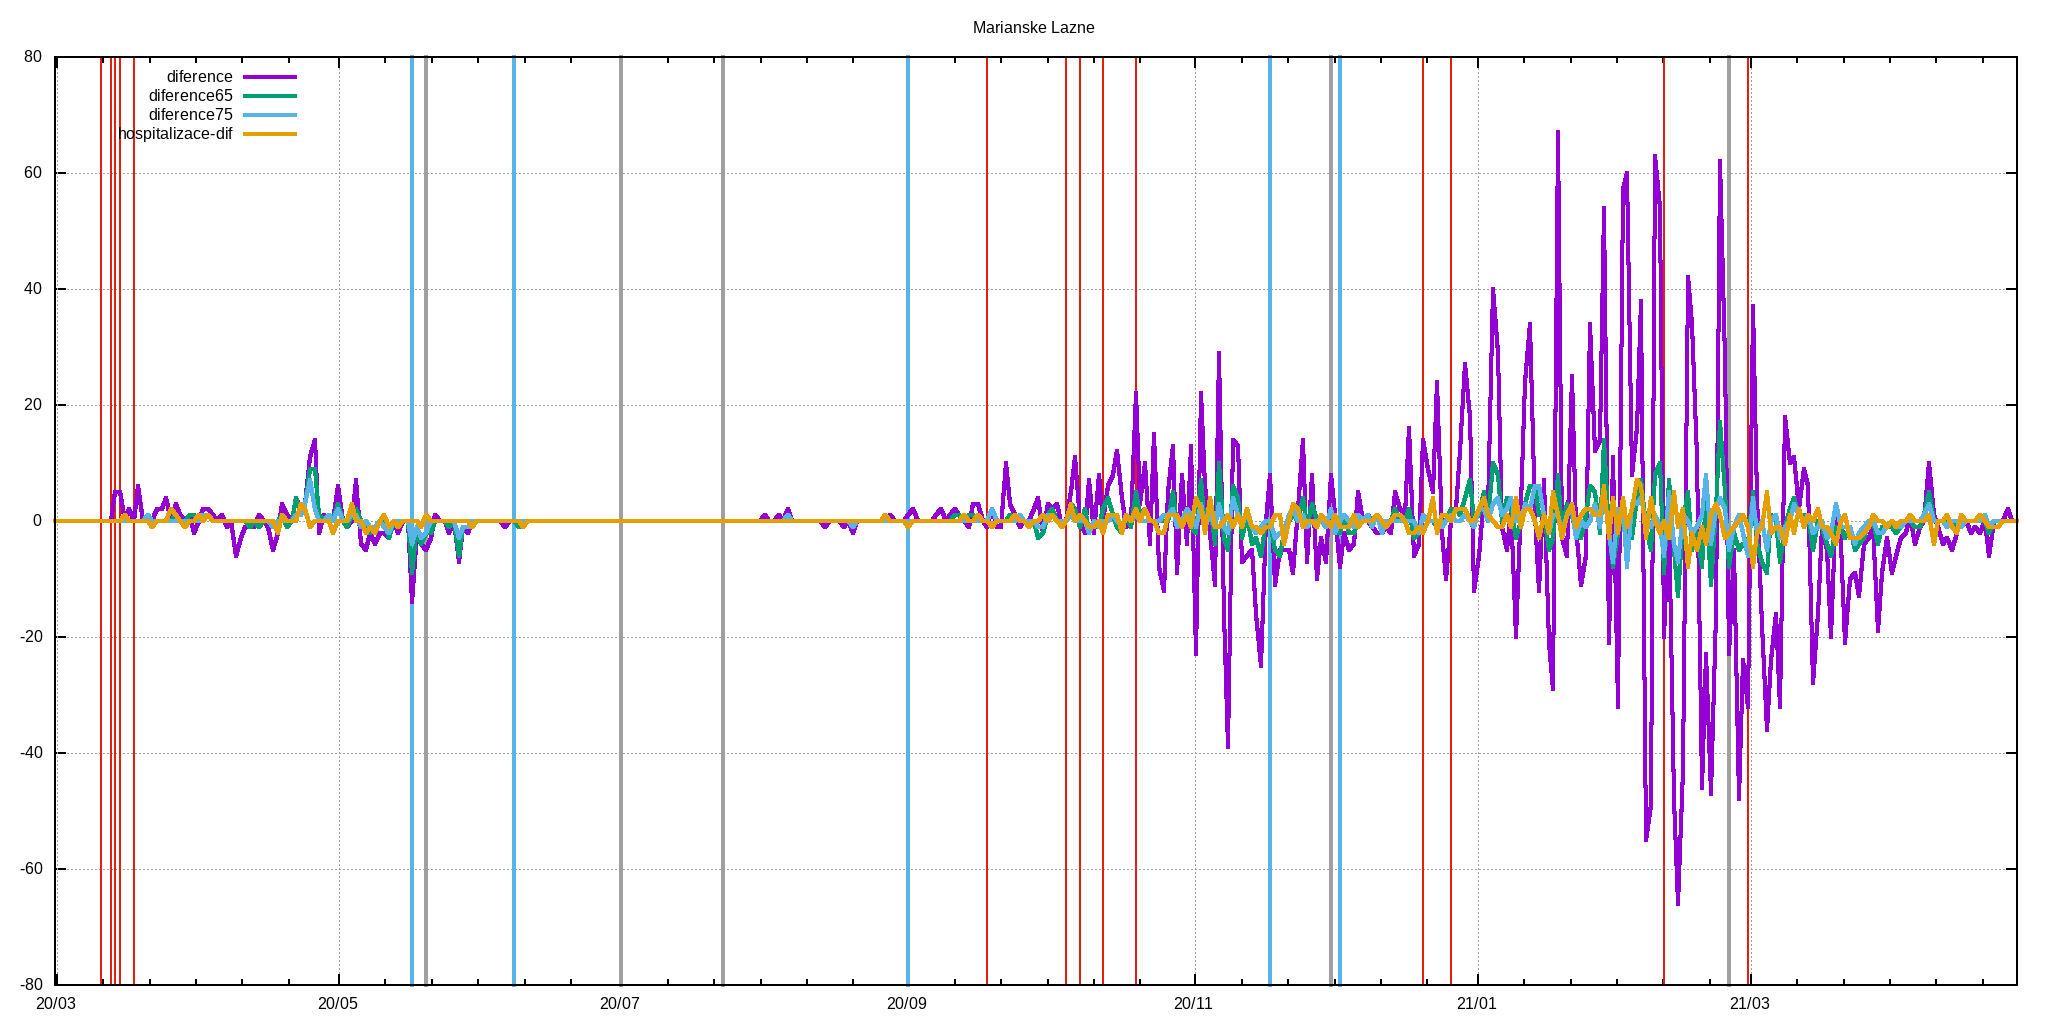 Marianske Lazne
80
diference
diference65
diference75
hospitalizace-dif
60
40
20
0
-20
-40
-60
-80
20/03 20/05 20/07 20/09 20/11 21/01 21/03